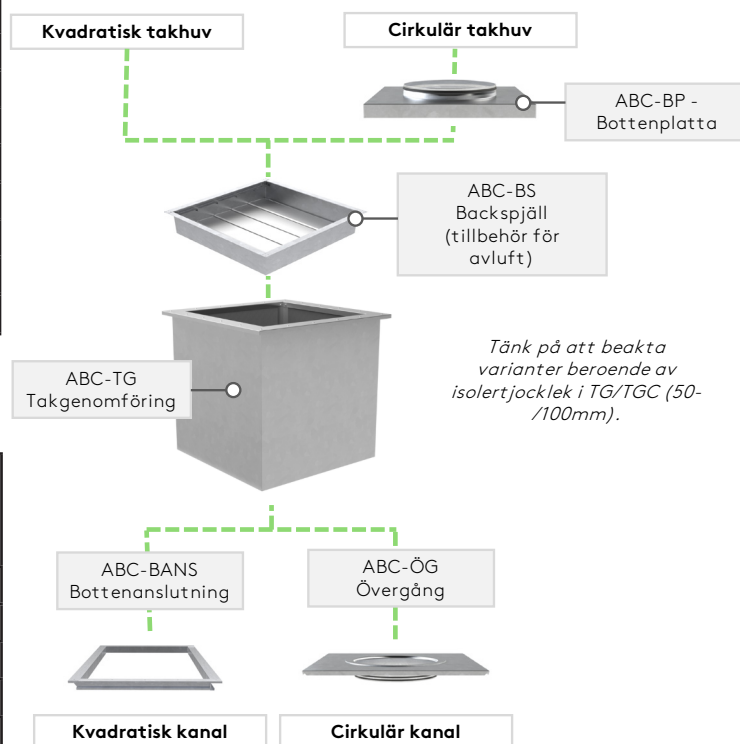 Kvadratisk takhuv
Cirkulär takhuv
ABC-BP -
Bottenplatta
ABC-BS
Backspjäll
(tillbehör för
avluft)
ABC-TG
Takgenomföring
Tänk på att beakta
varianter beroende av
isolertjocklek i TG/TGC (50-
/100mm).
ABC-BANS
Bottenanslutning
ABC-ÖG
Övergång
Kvadratisk kanal
Cirkulär kanal